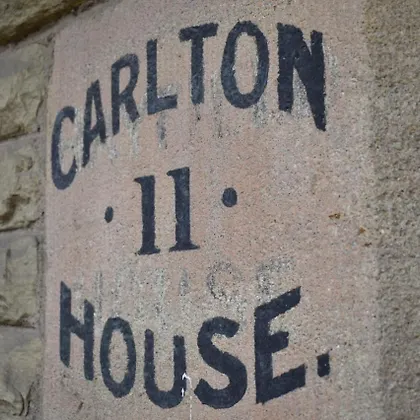 CARLTON
· 11 ·
HOUSE.